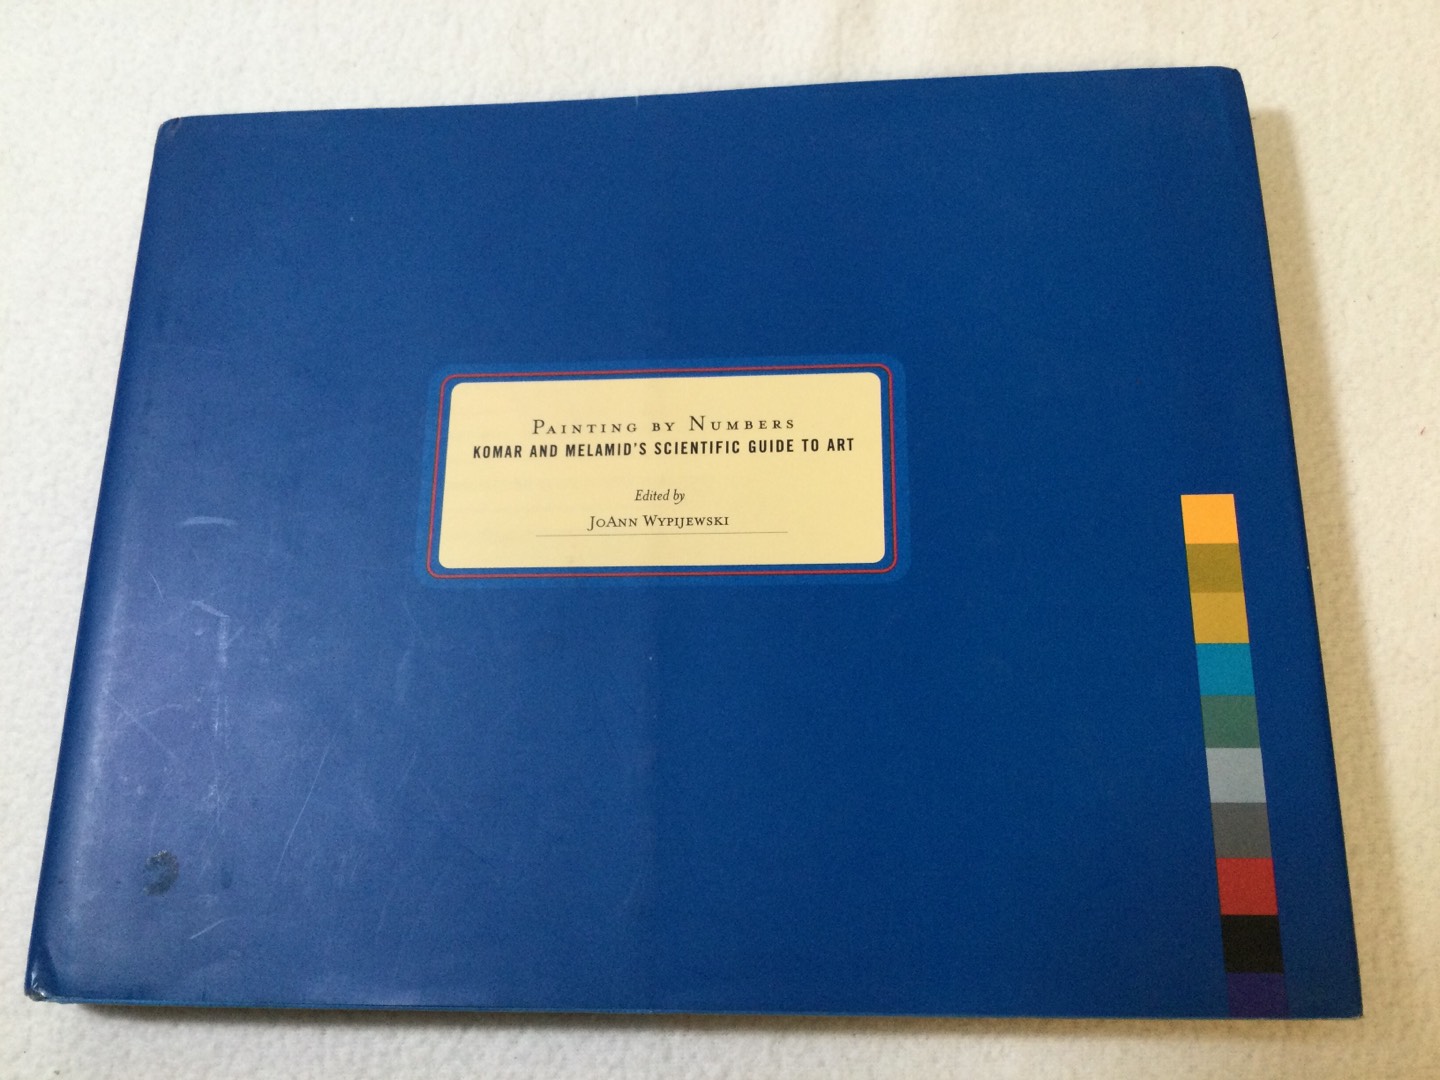 Painting by Numbers
KOMAR AND MELAMID'S SCIENTIFIC GUIDE TO ART
Edited by
JoAnn Wypijewski